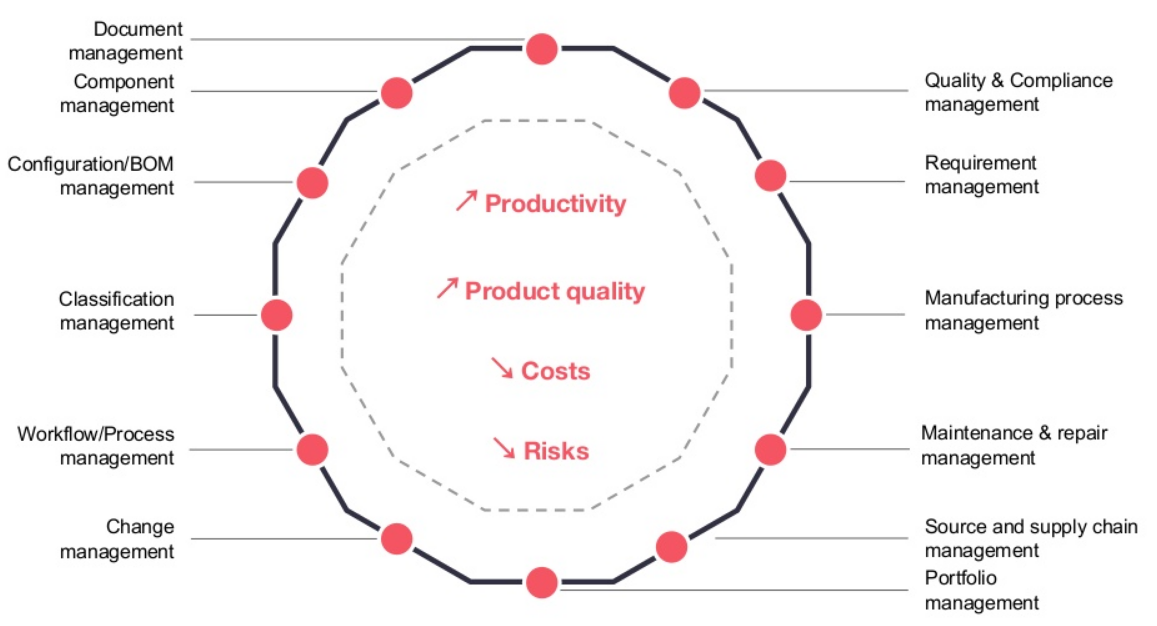 Document
management
Component
management
Configuration/BOM
management
Classification
management
Workflow/Process
management
Change
management
↗ Productivity
↗ Product quality
↘ Costs
↘ Risks
Quality & Compliance
management
Requirement
management
Manufacturing process
management
Maintenance & repair
management
Source and supply chain
management
Portfolio
management